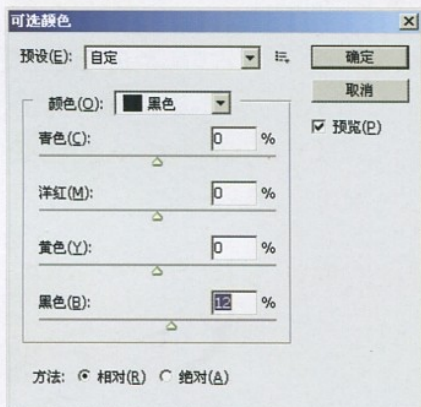 可选颜色
预设(E): 自定
确定
取消
预览(P)
颜色(O): 黑色
青色(C): 0 %
洋红(M): 0 %
黄色(Y): 0 %
黑色(B): 12 %
方法: 相对(R) 绝对(A)